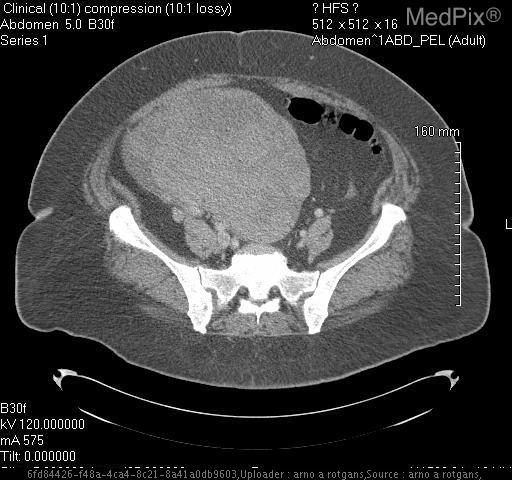 Clinical (10:1) compression (10:1 lossy)
Abdomen 5.0 B30f
Series 1
? HFS ?
512 x 512 x 16
Abdomen^1ABD_PEL (Adult)
MedPix®
160 mm
L
B30f
kV 120.000000
mA 575
Tilt: 0.000000
6fd84426-f48a-4ca4-8c21-8a41a0db9603,Uploader : arno a rotgans,Source : arno a rotgans,